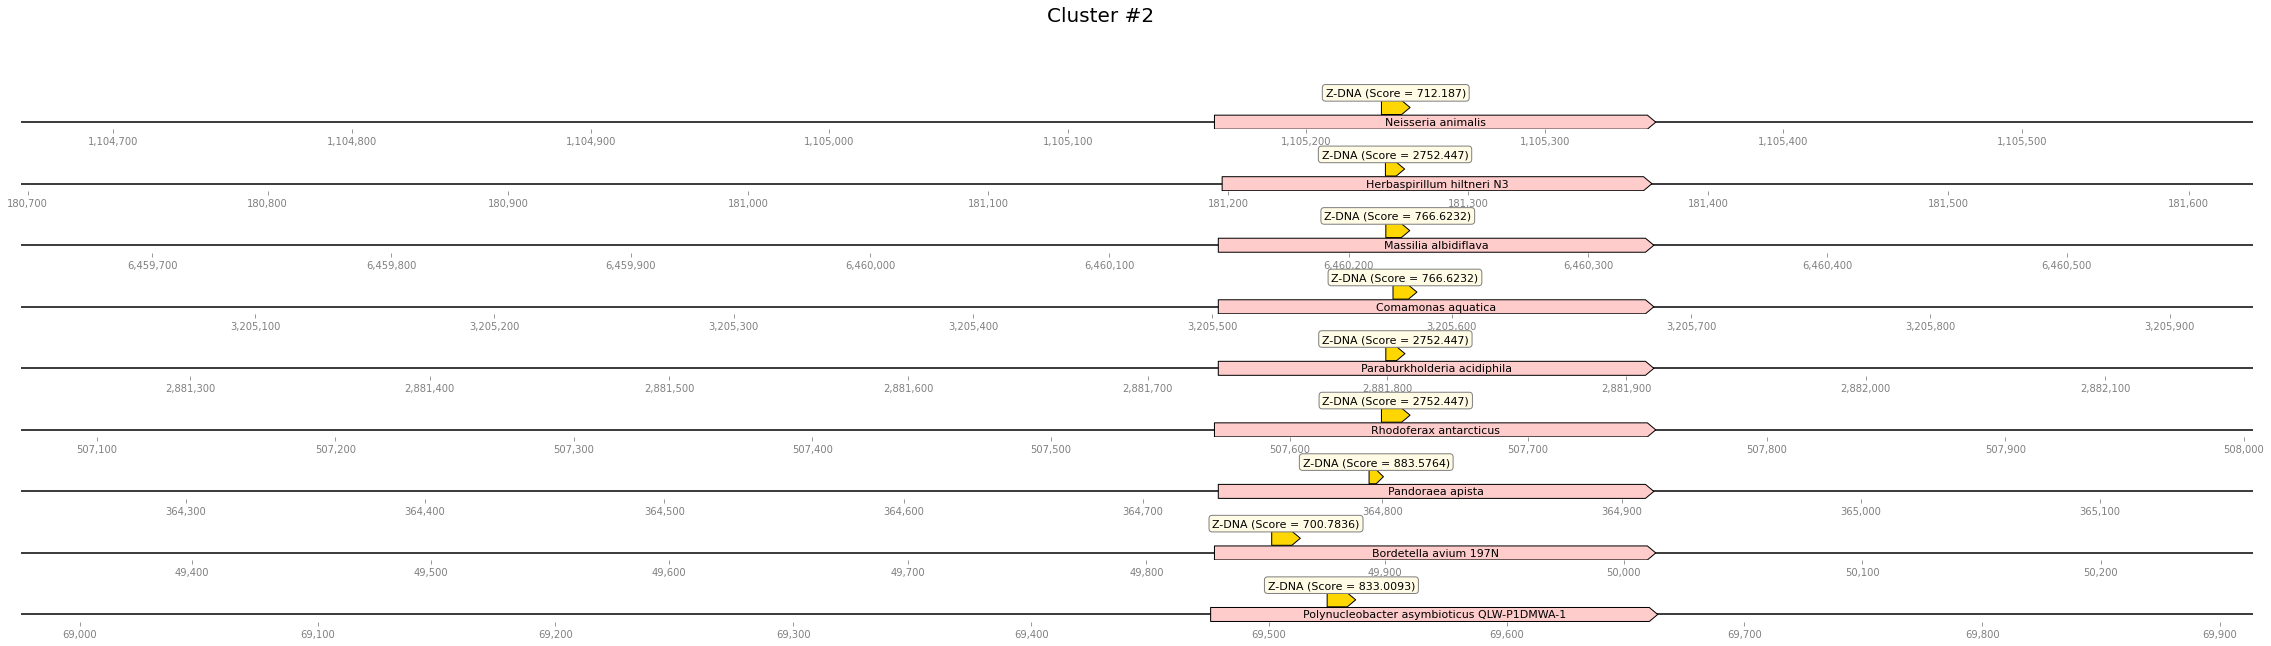 Cluster #2
Z-DNA (Score = 712.187)
Neisseria animalis
1,104,700 1,104,800 1,104,900 1,105,000 1,105,100 1,105,200 1,105,300 1,105,400 1,105,500
Z-DNA (Score = 2752.447)
Herbaspirillum hiltneri N3
180,700 180,800 180,900 181,000 181,100 181,200 181,300 181,400 181,500 181,600
Z-DNA (Score = 766.6232)
Massilia albidiflava
6,459,700 6,459,800 6,459,900 6,460,000 6,460,100 6,460,200 6,460,300 6,460,400 6,460,500
Z-DNA (Score = 766.6232)
Comamonas aquatica
3,205,100 3,205,200 3,205,300 3,205,400 3,205,500 3,205,600 3,205,700 3,205,800 3,205,900
Z-DNA (Score = 2752.447)
Paraburkholderia acidiphila
2,881,300 2,881,400 2,881,500 2,881,600 2,881,700 2,881,800 2,881,900 2,882,000 2,882,100
Z-DNA (Score = 2752.447)
Rhodoferax antarcticus
507,100 507,200 507,300 507,400 507,500 507,600 507,700 507,800 507,900 508,000
Z-DNA (Score = 883.5764)
Pandoraea apista
364,300 364,400 364,500 364,600 364,700 364,800 364,900 365,000 365,100
Z-DNA (Score = 700.7836)
Bordetella avium 197N
49,400 49,500 49,600 49,700 49,800 49,900 50,000 50,100 50,200
Z-DNA (Score = 833.0093)
Polynucleobacter asymbioticus QLW-P1DMWA-1
69,000 69,100 69,200 69,300 69,400 69,500 69,600 69,700 69,800 69,900